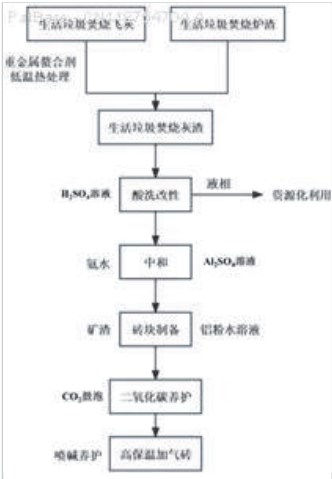 生活垃圾焚烧飞灰 生活垃圾焚烧炉渣
重金属螯合剂
低温热处理
生活垃圾焚烧灰渣
H₂SO₄溶液 酸洗改性 液相 资源化利用
氨水 中和 Al₂SO₄溶液
矿渣 砖块制备 铝粉水溶液
CO₂鼓泡 二氧化碳养护
喷碱养护 高保温加气砖